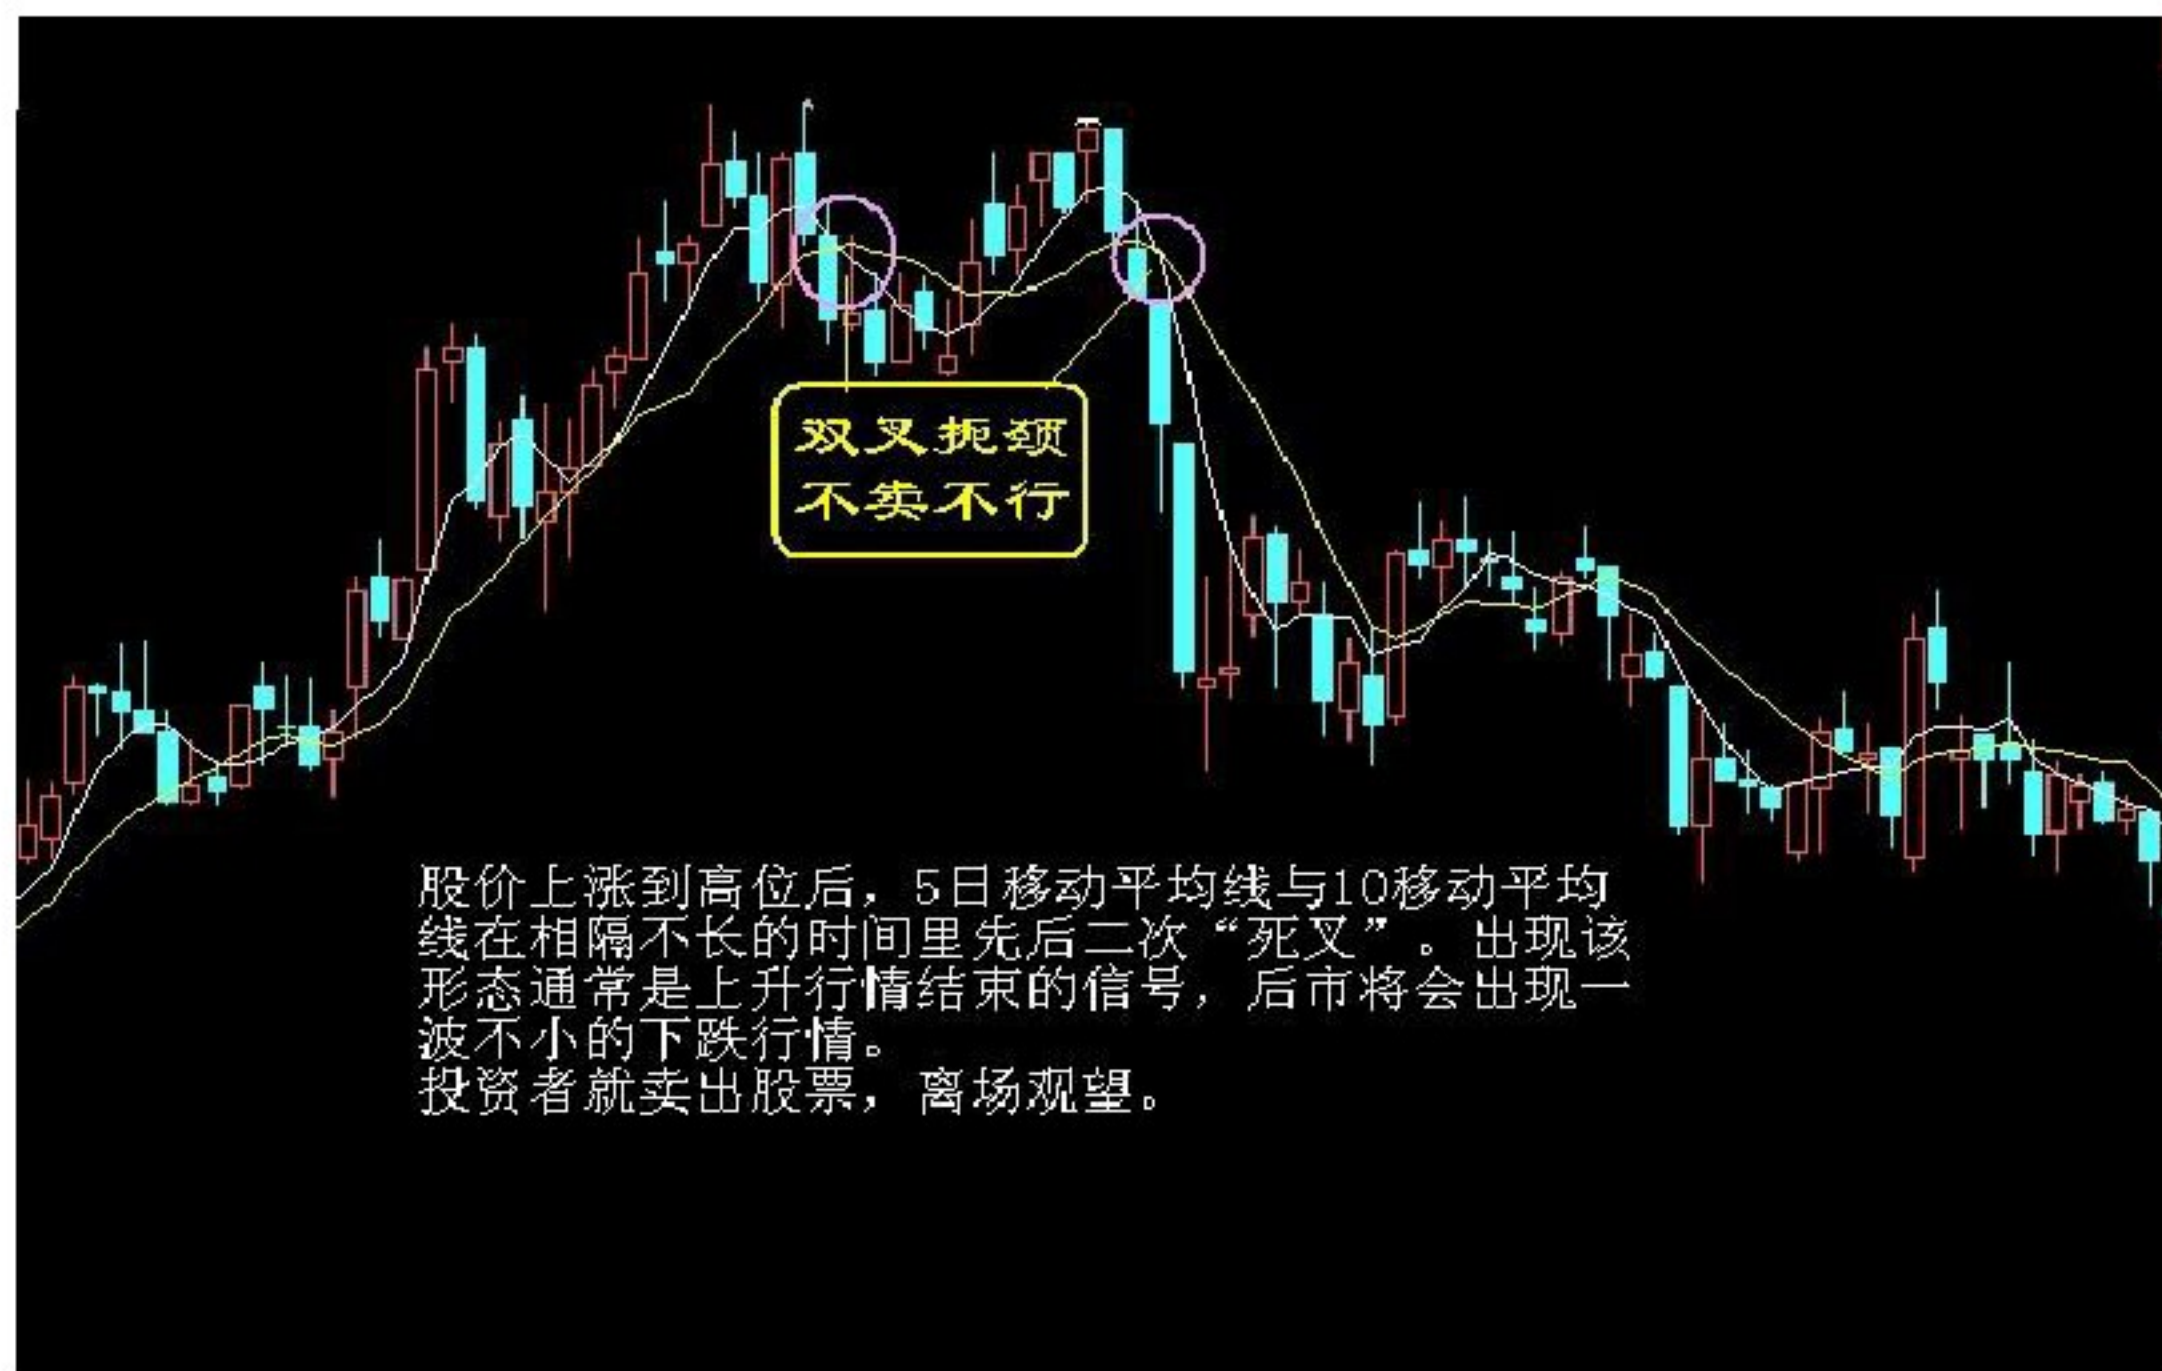 双叉扼颈
不卖不行
股价上涨到高位后，5日移动平均线与10移动平均
线在相隔不长的时间里先后二次“死叉”。出现该
形态通常是上升行情结束的信号，后市将会出现一
波不小的下跌行情。
投资者就卖出股票，离场观望。